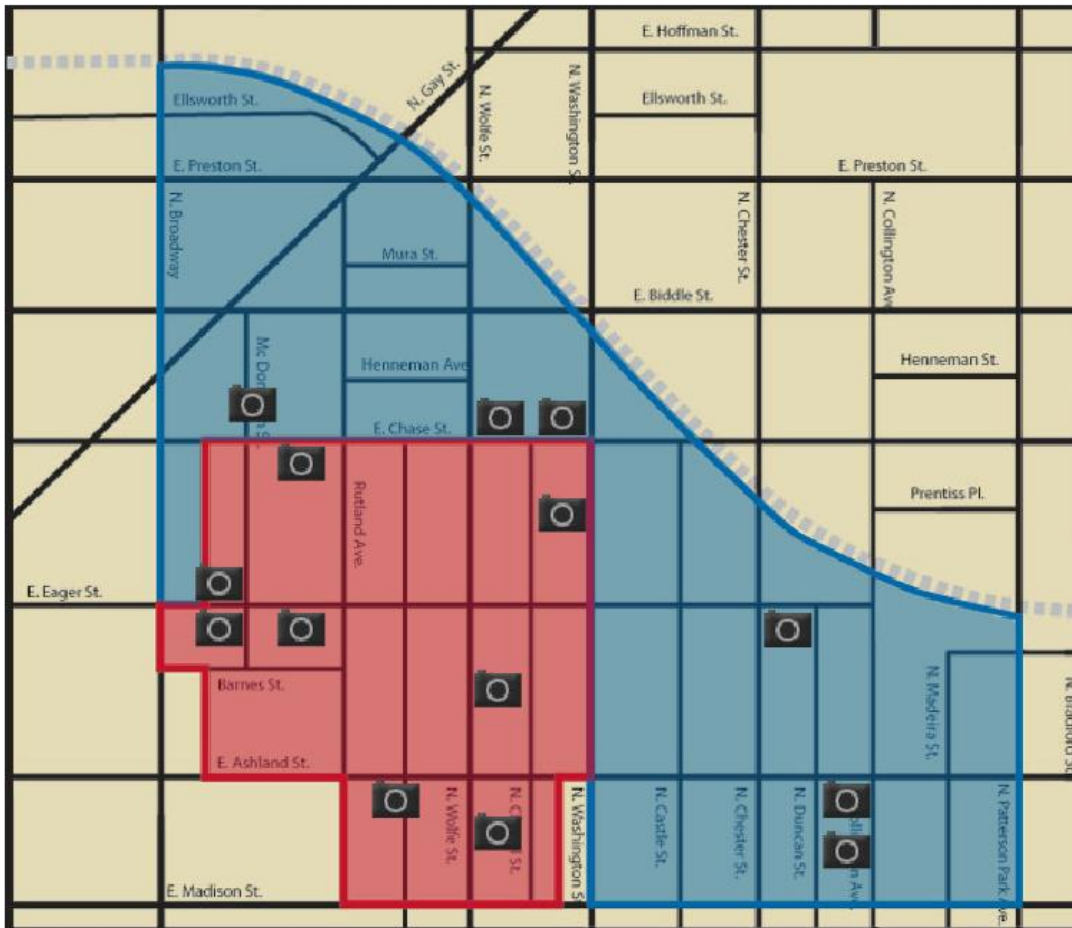 E. Hoffman St.
N. Gay St.
N. Wolfe St.
N. Washington S
Ellsworth St.
Ellsworth St.
E. Preston St.
E. Preston St.
N. Broadway
N. Chester St.
N. Collington Ave
Mura St.
E. Biddle St.
Henneman Ave
Henneman St.
E. Chase St.
Rutland Ave.
Prentiss Pl.
E. Eager St.
Barnes St.
N. Madeira St.
N. Bradford St.
E. Ashland St.
N. Wolfe St.
N. Washington S
N. Castle St.
N. Chester St.
N. Duncan St.
N. Patterson Park Ave.
E. Madison St.